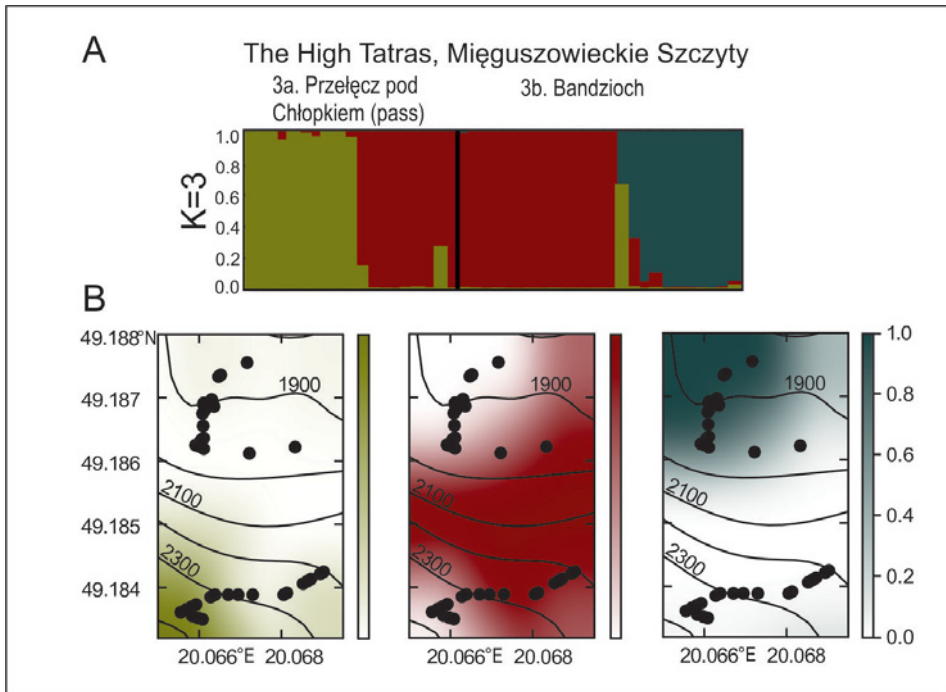 A
The High Tatras, Mięguszowieckie Szczyty
3a. Przełęcz pod
Chłopkiem (pass)
3b. Bandzioch
K=3
1.0
0.8
0.6
0.4
0.2
0.0
B
49.188°N
49.187
49.186
49.185
49.184
1900
2100
2300
20.066°E
20.068
1900
2100
2300
20.066°E
20.068
1900
2100
2300
20.066°E
20.068
1.0
0.8
0.6
0.4
0.2
0.0